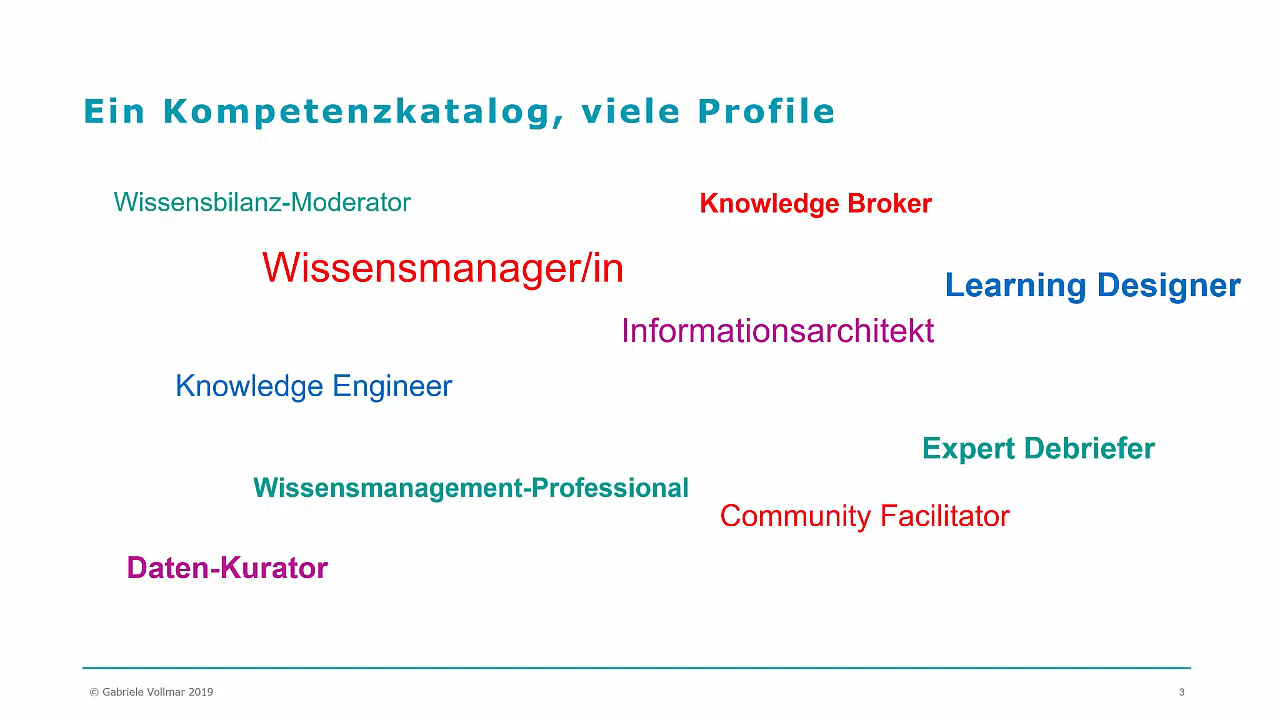 Ein Kompetenzkatalog, viele Profile
Wissensbilanz-Moderator
Knowledge Broker
Wissensmanager/in
Learning Designer
Informationsarchitekt
Knowledge Engineer
Expert Debriefer
Wissensmanagement-Professional
Community Facilitator
Daten-Kurator
© Gabriele Vollmar 2019
3